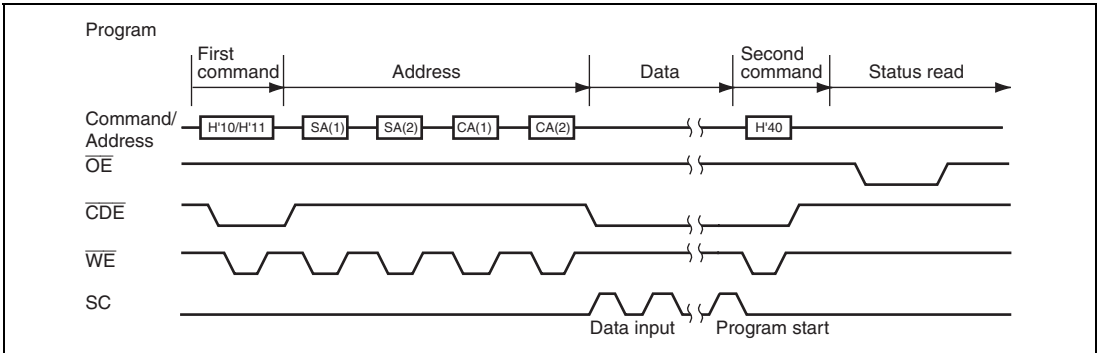 Program
First
command
Address
Data
Second
command
Status read
Command/
Address
H'10/H'11
SA(1)
SA(2)
CA(1)
CA(2)
H'40
OE
CDE
WE
SC
Data input
Program start